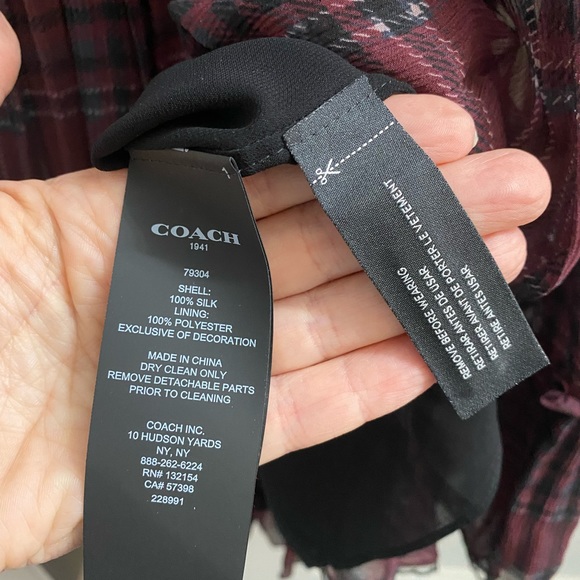 COACH
1941
79304
SHELL:
100% SILK
LINING:
100% POLYESTER
EXCLUSIVE OF DECORATION
MADE IN CHINA
DRY CLEAN ONLY
REMOVE DETACHABLE PARTS
PRIOR TO CLEANING
COACH INC.
10 HUDSON YARDS
NY, NY
888-262-6224
RN# 132154
CA# 57398
228991
REMOVE BEFORE WEARING
RETIRAR ANTES DE USAR.
RETIRER AVANT DE PORTER LE VETEMENT
RETIRE ANTES USAR.